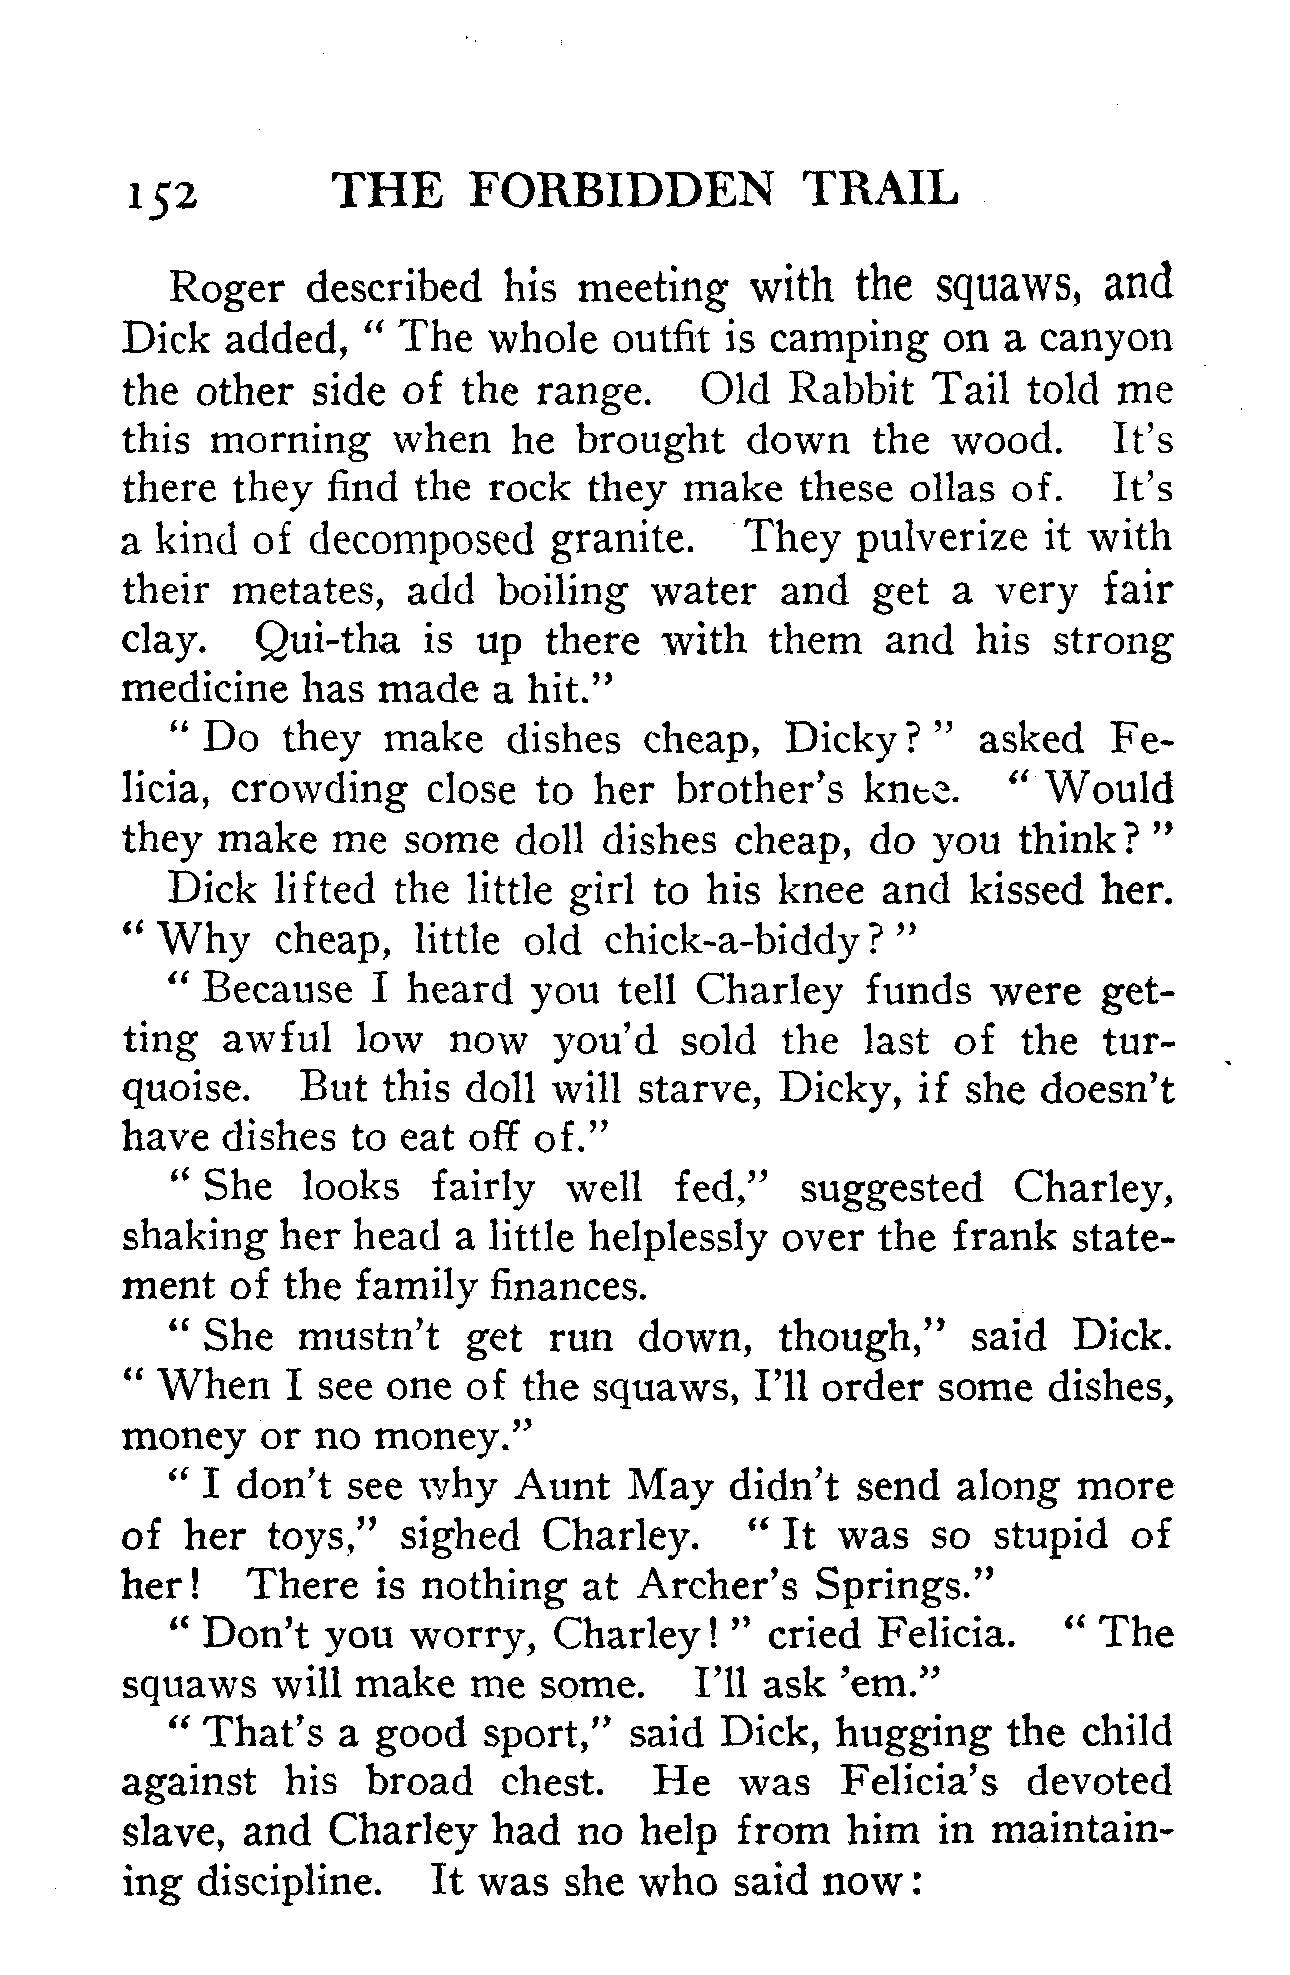 152 THE FORBIDDEN TRAIL
Roger described his meeting with the squaws, and
Dick added, " The whole outfit is camping on a canyon
the other side of the range. Old Rabbit Tail told me
this morning when he brought down the wood. It's
there they find the rock they make these ollas of. It's
a kind of decomposed granite. They pulverize it with
their metates, add boiling water and get a very fair
clay. Qui-tha is up there with them and his strong
medicine has made a hit."
" Do they make dishes cheap, Dicky? " asked Fe-
licia, crowding close to her brother's knee. " Would
they make me some doll dishes cheap, do you think? "
Dick lifted the little girl to his knee and kissed her.
" Why cheap, little old chick-a-biddy? "
" Because I heard you tell Charley funds were get-
ting awful low now you'd sold the last of the tur-
quoise. But this doll will starve, Dicky, if she doesn't
have dishes to eat off of."
" She looks fairly well fed," suggested Charley,
shaking her head a little helplessly over the frank state-
ment of the family finances.
" She mustn't get run down, though," said Dick.
" When I see one of the squaws, I'll order some dishes,
money or no money."
" I don't see why Aunt May didn't send along more
of her toys," sighed Charley. " It was so stupid of
her! There is nothing at Archer's Springs."
" Don't you worry, Charley! " cried Felicia. " The
squaws will make me some. I'll ask 'em."
" That's a good sport," said Dick, hugging the child
against his broad chest. He was Felicia's devoted
slave, and Charley had no help from him in maintain-
ing discipline. It was she who said now: